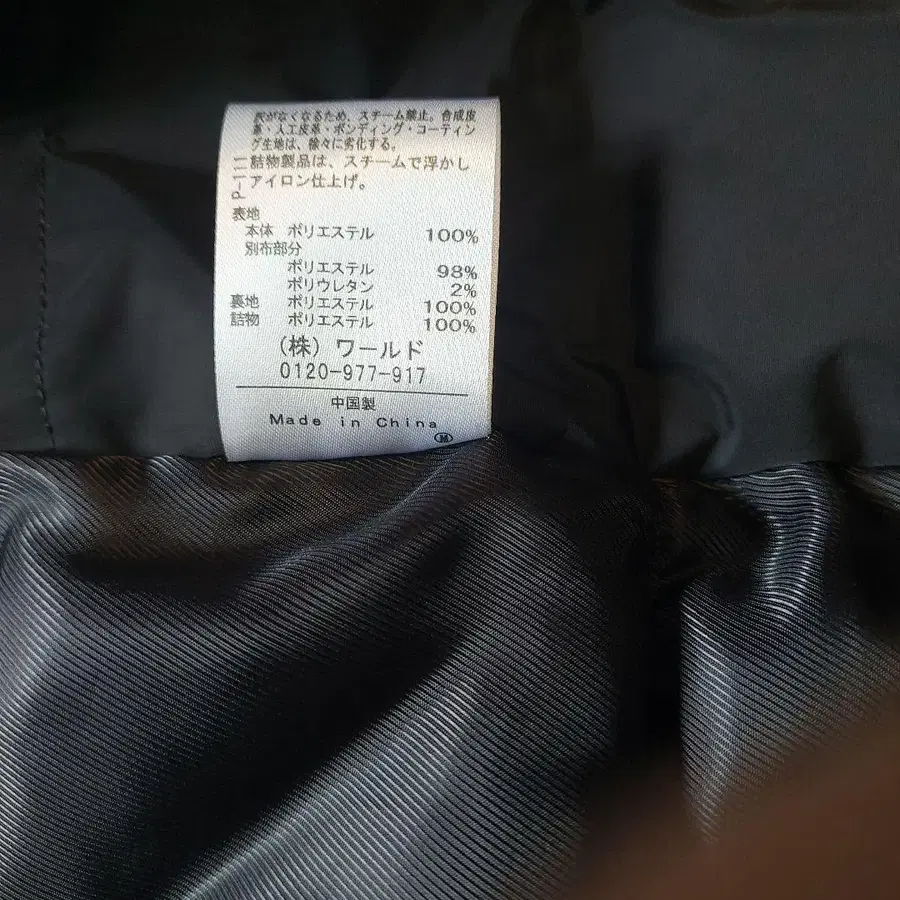 灰がなくなるため、スチーム禁止。合成皮
革・人工皮革・ボンディング・コーティン
グ生地は、徐々に劣化する。
詰物製品は、スチームで浮かし
アイロン仕上げ。
表地
本体 ポリエステル 100%
別布部分
ポリエステル 98%
ポリウレタン 2%
裏地 ポリエステル 100%
詰物 ポリエステル 100%
(株) ワールド
0120-977-917
中国製
Made in China